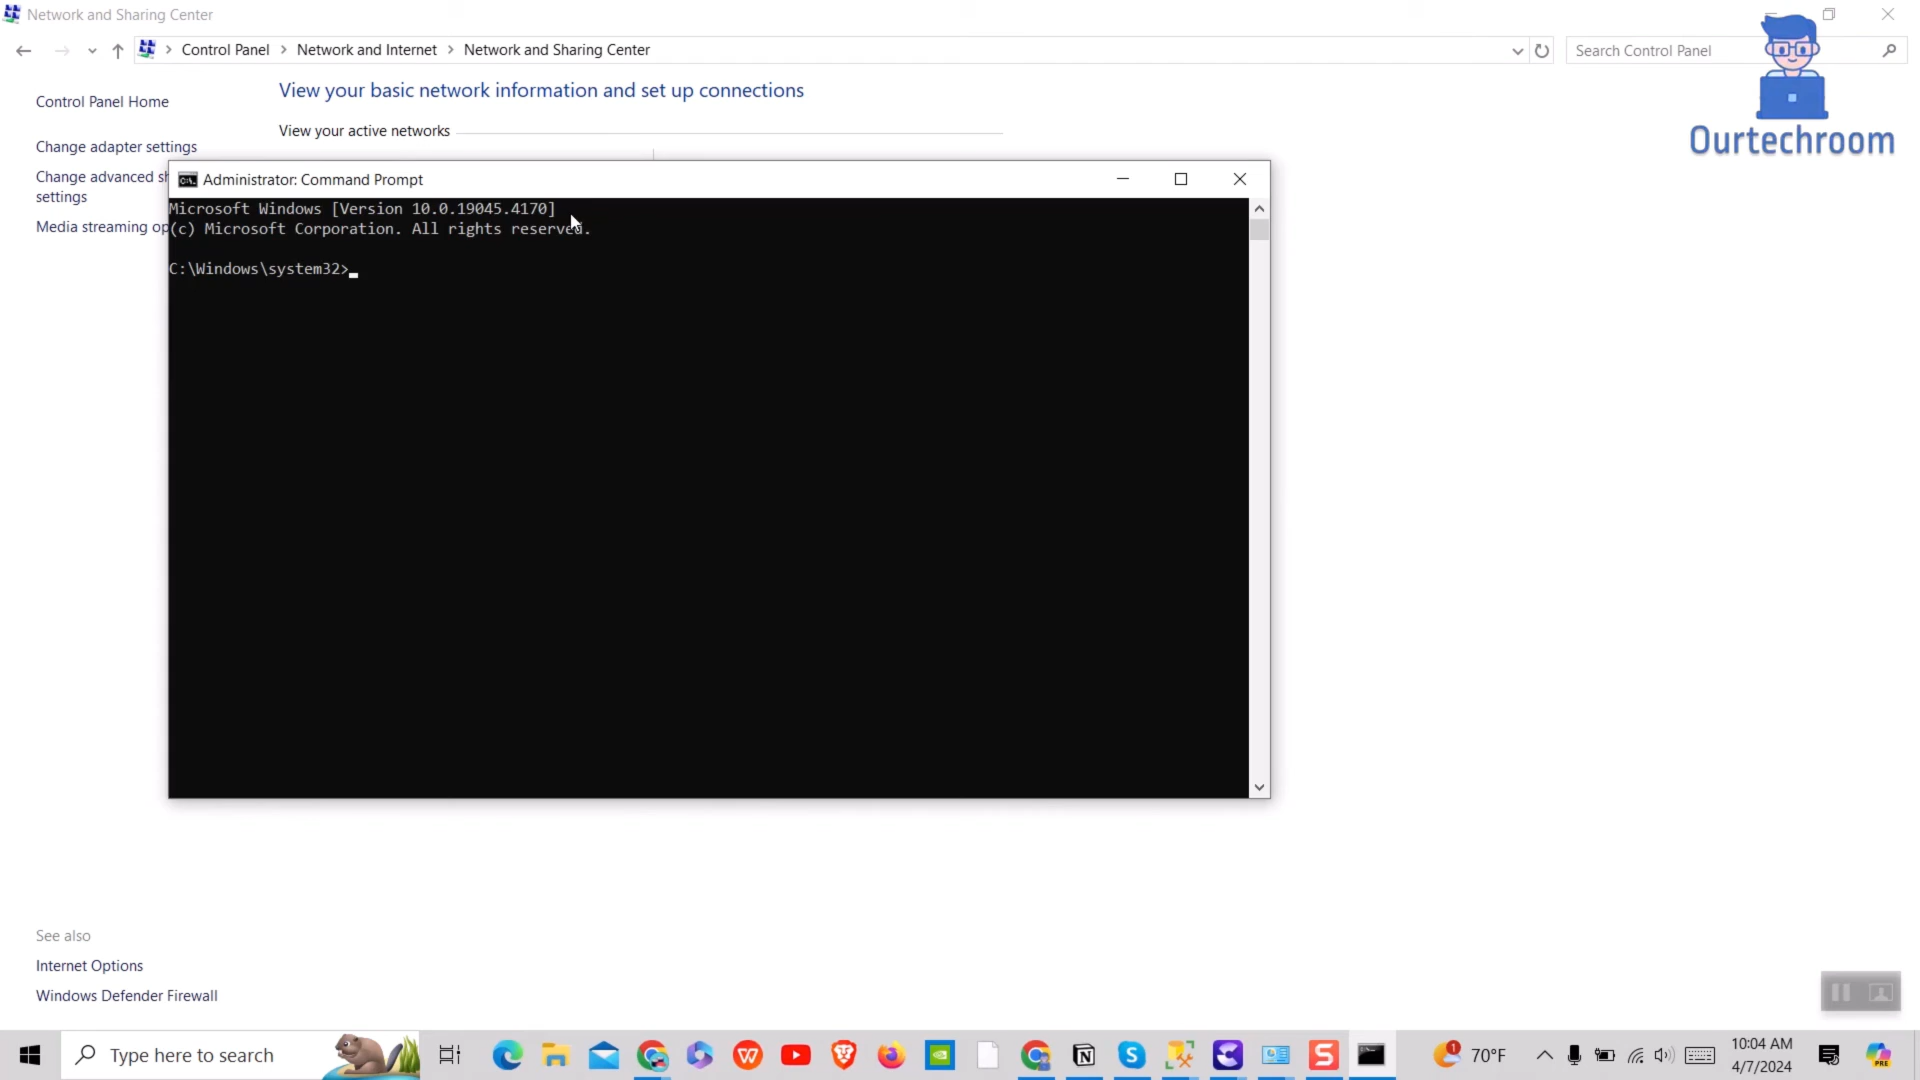 Network and Sharing Center
Control Panel
Network and Internet
Network and Sharing Center
Search Control Panel
Ourtechroom
Control Panel Home
Change adapter settings
Change advanced sh
settings
Media streaming op
View your basic network information and set up connections
View your active networks
Administrator: Command Prompt
Microsoft Windows [Version 10.0.19045.4170]
(c) Microsoft Corporation. All rights reserved.
C:\Windows\system32>
See also
Internet Options
Windows Defender Firewall
Type here to search
70°F
10:04 AM
4/7/2024